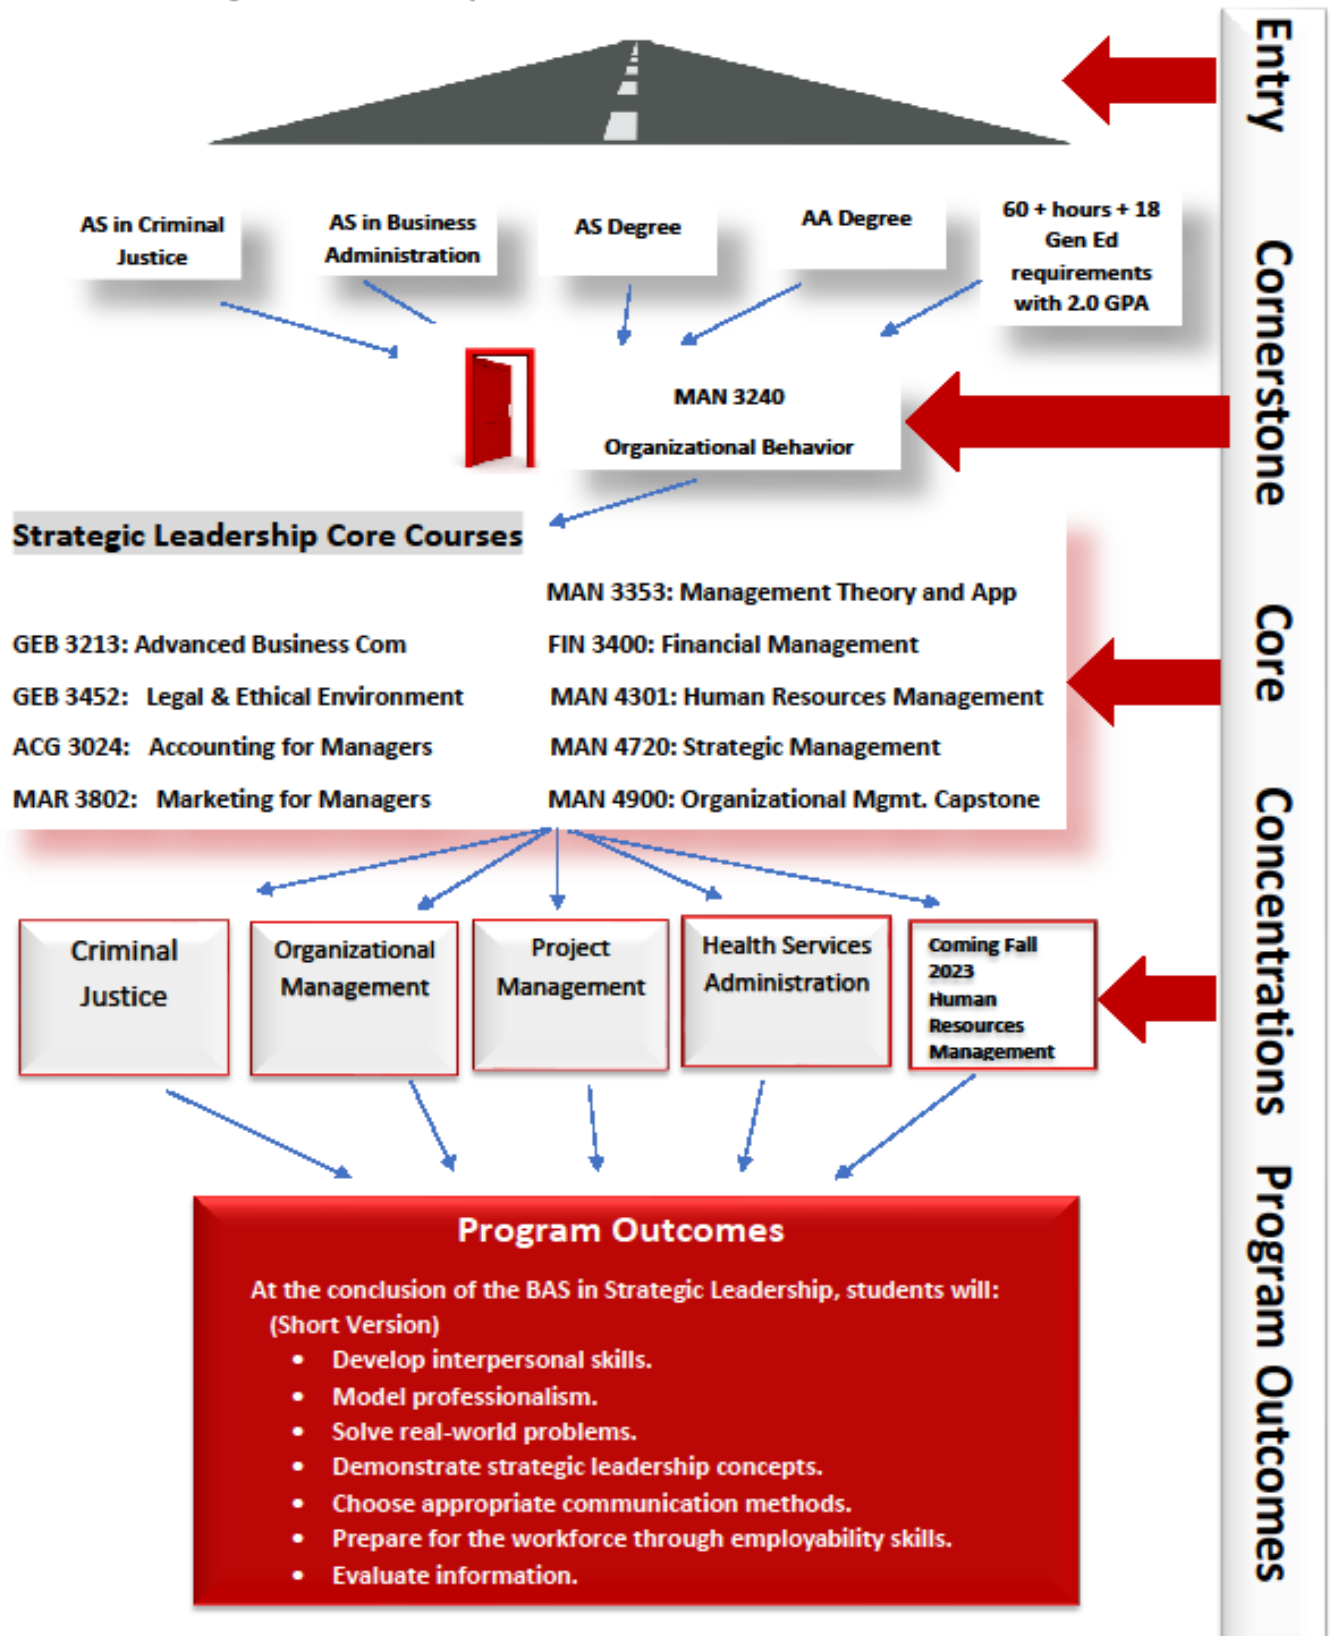 AS in Criminal
Justice
AS in Business
Administration
AS Degree
AA Degree
60 + hours + 18
Gen Ed
requirements
with 2.0 GPA
MAN 3240
Organizational Behavior
Strategic Leadership Core Courses
MAN 3353: Management Theory and App
GEB 3213: Advanced Business Com
FIN 3400: Financial Management
GEB 3452: Legal & Ethical Environment
MAN 4301: Human Resources Management
ACG 3024: Accounting for Managers
MAN 4720: Strategic Management
MAR 3802: Marketing for Managers
MAN 4900: Organizational Mgmt. Capstone
Criminal
Justice
Organizational
Management
Project
Management
Health Services
Administration
Coming Fall
2023
Human
Resources
Management
Program Outcomes
At the conclusion of the BAS in Strategic Leadership, students will:
(Short Version)
• Develop interpersonal skills.
• Model professionalism.
• Solve real-world problems.
• Demonstrate strategic leadership concepts.
• Choose appropriate communication methods.
• Prepare for the workforce through employability skills.
• Evaluate information.
Entry Cornerstone Core Concentrations Program Outcomes